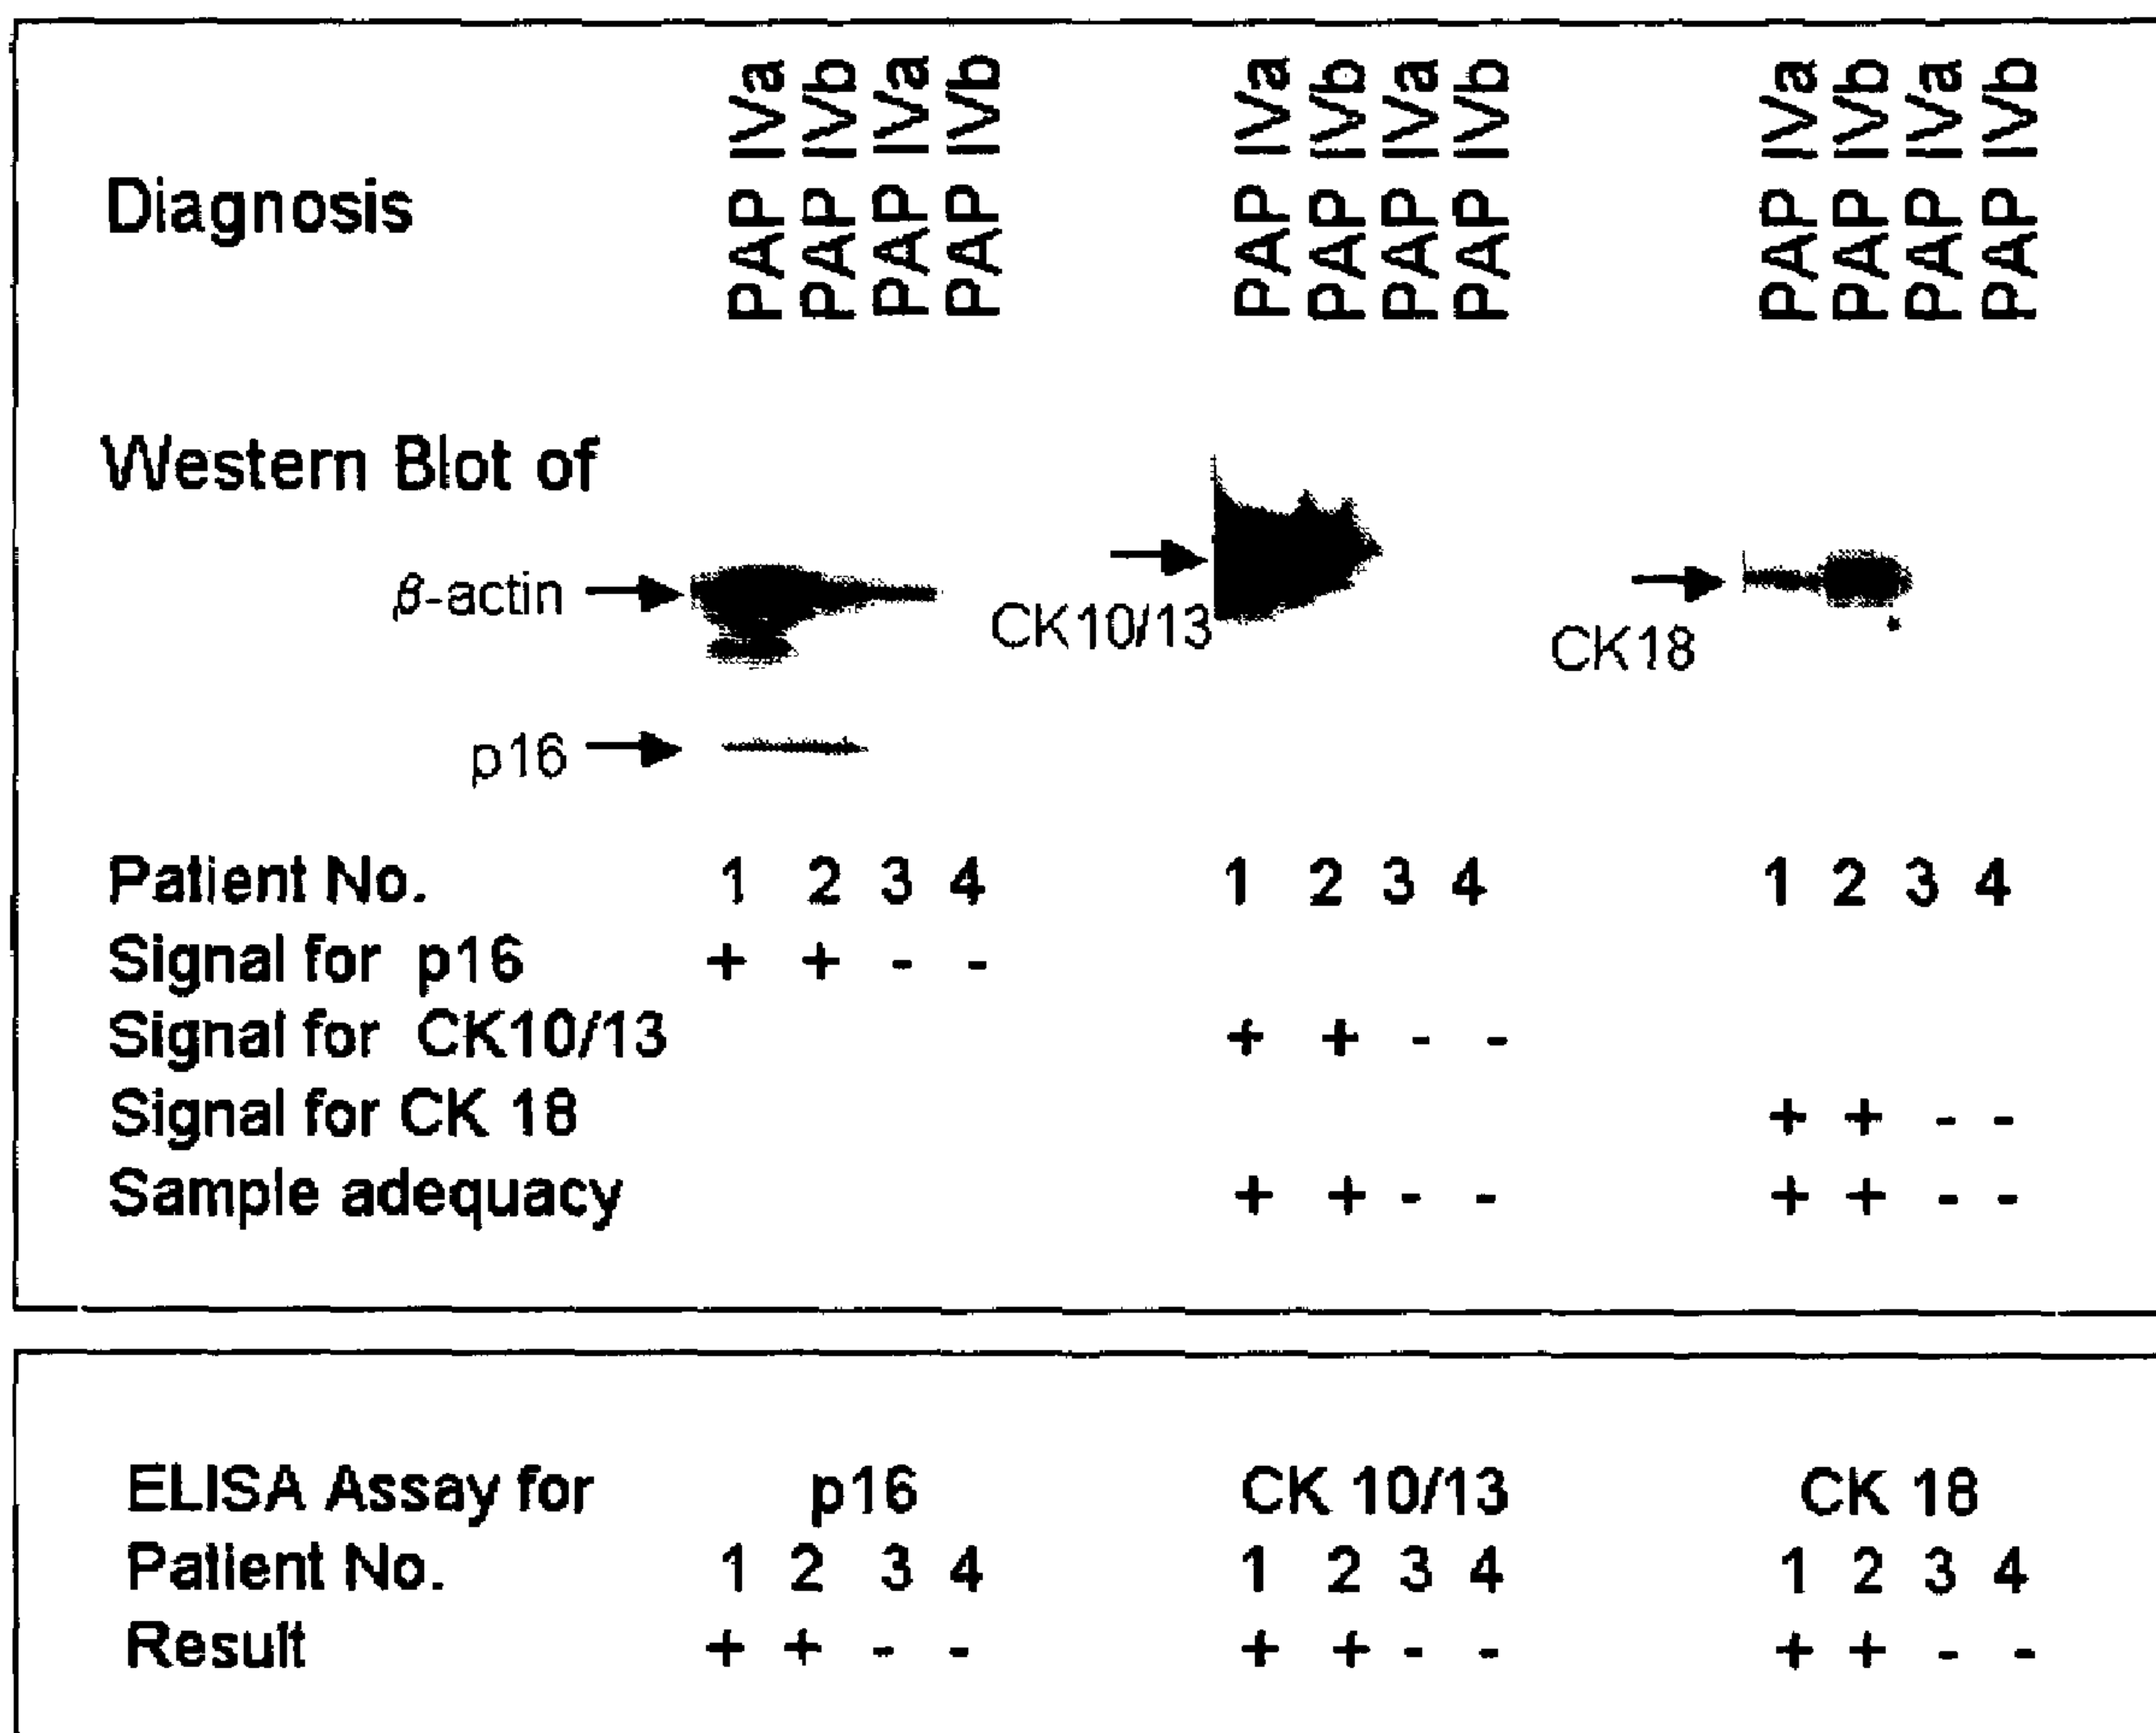 Diagnosis PAP IVa PAP IVb PAP IVa PAP IVb PAP IVa PAP IVb PAP IVa PAP IVb PAP IVa PAP IVb PAP IVa PAP IVb
Western Blot of
β-actin
CK10/13
CK18
p16
Patient No. 1 2 3 4 1 2 3 4 1 2 3 4
Signal for p16 + + - -
Signal for CK10/13 + + - -
Signal for CK 18 + + - -
Sample adequacy + + - - + + - -
ELISA Assay for p16 CK 10/13 CK 18
Patient No. 1 2 3 4 1 2 3 4 1 2 3 4
Result + + - - + + - - + + - -